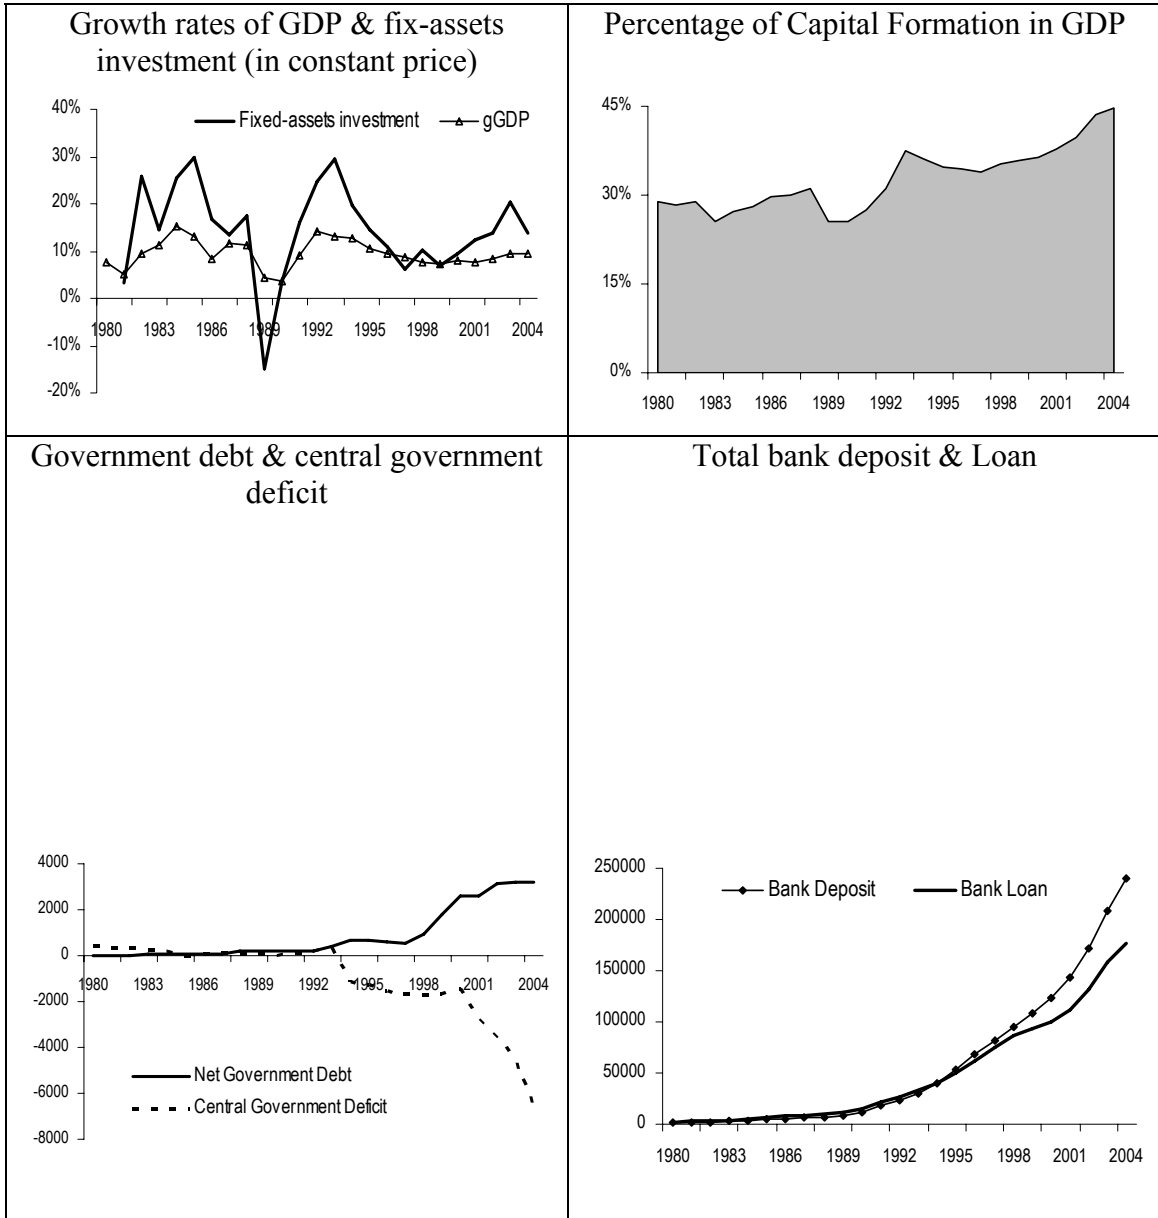 Growth rates of GDP & fix-assets
investment (in constant price)
40%
30%
20%
10%
0%
-10%
-20%
Fixed-assets investment
gGDP
1980 1983 1986 1989 1992 1995 1998 2001 2004
Percentage of Capital Formation in GDP
45%
30%
15%
0%
1980 1983 1986 1989 1992 1995 1998 2001 2004
Government debt & central government
deficit
4000
2000
0
-2000
-4000
-6000
-8000
1980 1983 1986 1989 1992 1995 1998 2001 2004
Net Government Debt
Central Government Deficit
Total bank deposit & Loan
250000
200000
150000
100000
50000
0
Bank Deposit
Bank Loan
1980 1983 1986 1989 1992 1995 1998 2001 2004